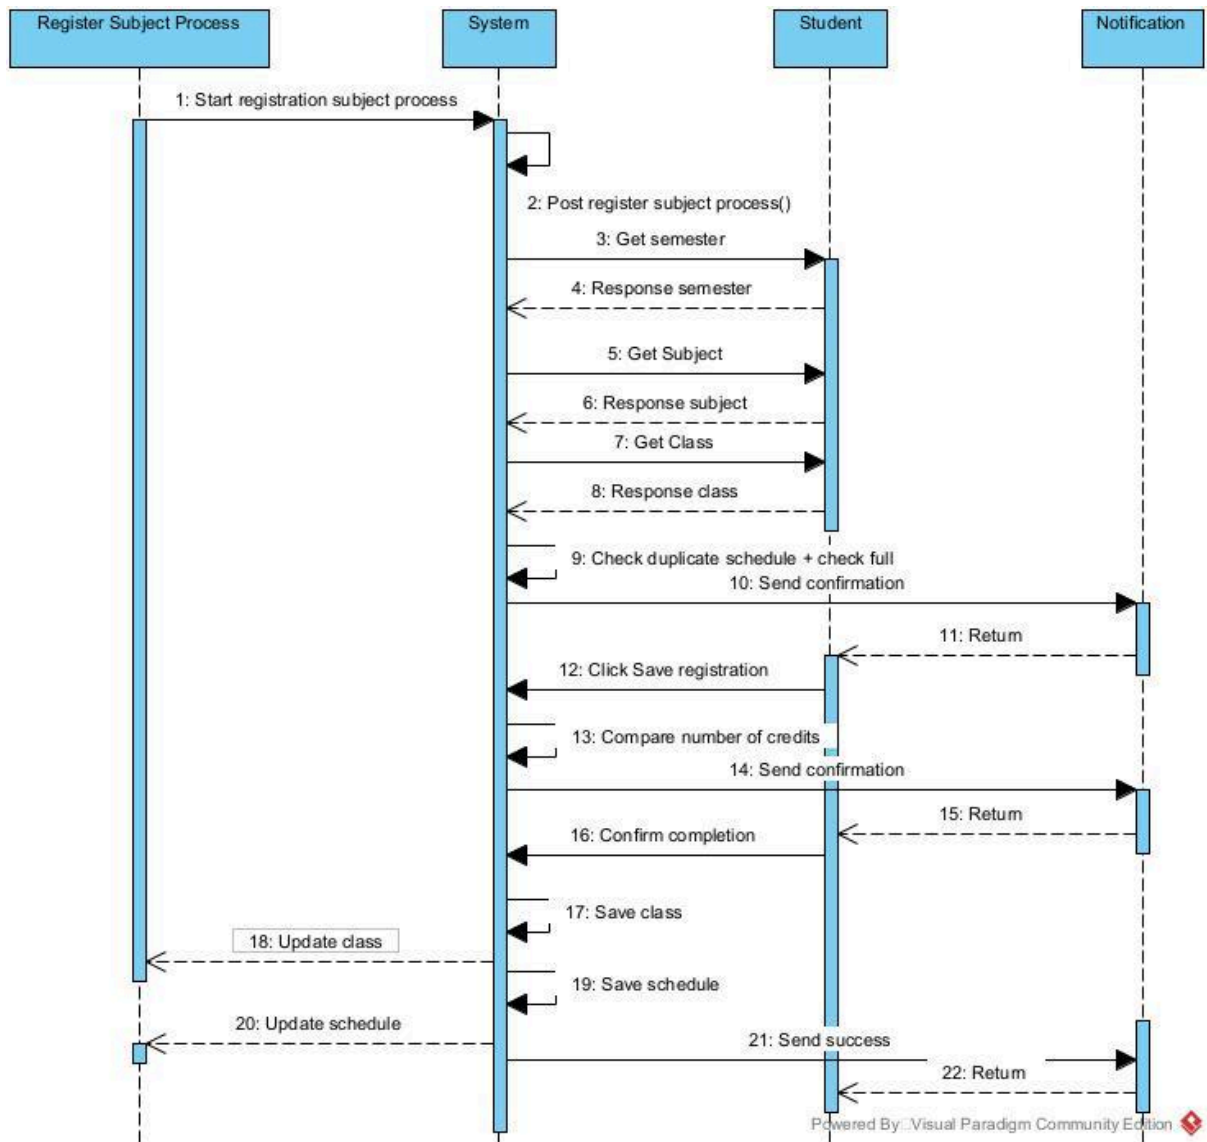 Register Subject Process
System
Student
Notification
1: Start registration subject process
2: Post register subject process()
3: Get semester
4: Response semester
5: Get Subject
6: Response subject
7: Get Class
8: Response class
9: Check duplicate schedule + check full
10: Send confirmation
11: Return
12: Click Save registration
13: Compare number of credits
14: Send confirmation
15: Return
16: Confirm completion
17: Save class
18: Update class
19: Save schedule
20: Update schedule
21: Send success
22: Return
Powered By Visual Paradigm Community Edition